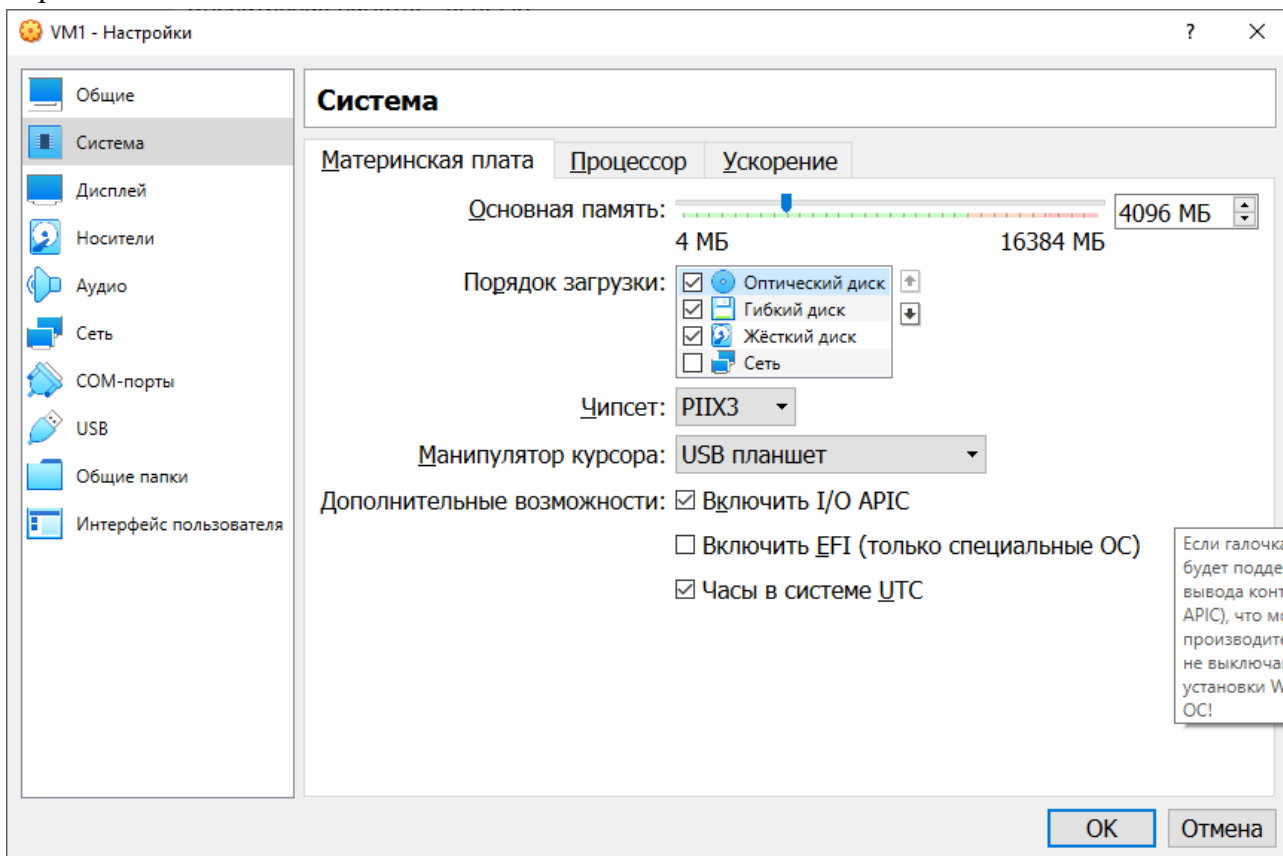 VM1 - Настройки
?
Общие
Система
Дисплей
Носители
Аудио
Сеть
COM-порты
USB
Общие папки
Интерфейс пользователя
Система
Материнская плата Процессор Ускорение
Основная память: 4096 МБ
4 МБ 16384 МБ
Порядок загрузки: Оптический диск
Гибкий диск
Жёсткий диск
Сеть
Чипсет: PIIX3
Манипулятор курсора: USB планшет
Дополнительные возможности: Включить I/O APIC
Включить EFI (только специальные ОС)
Часы в системе UTC
Если галочка
будет подде
вывода конт
APIC), что мо
производите
не выключа
установки W
ОС!
OK Отмена